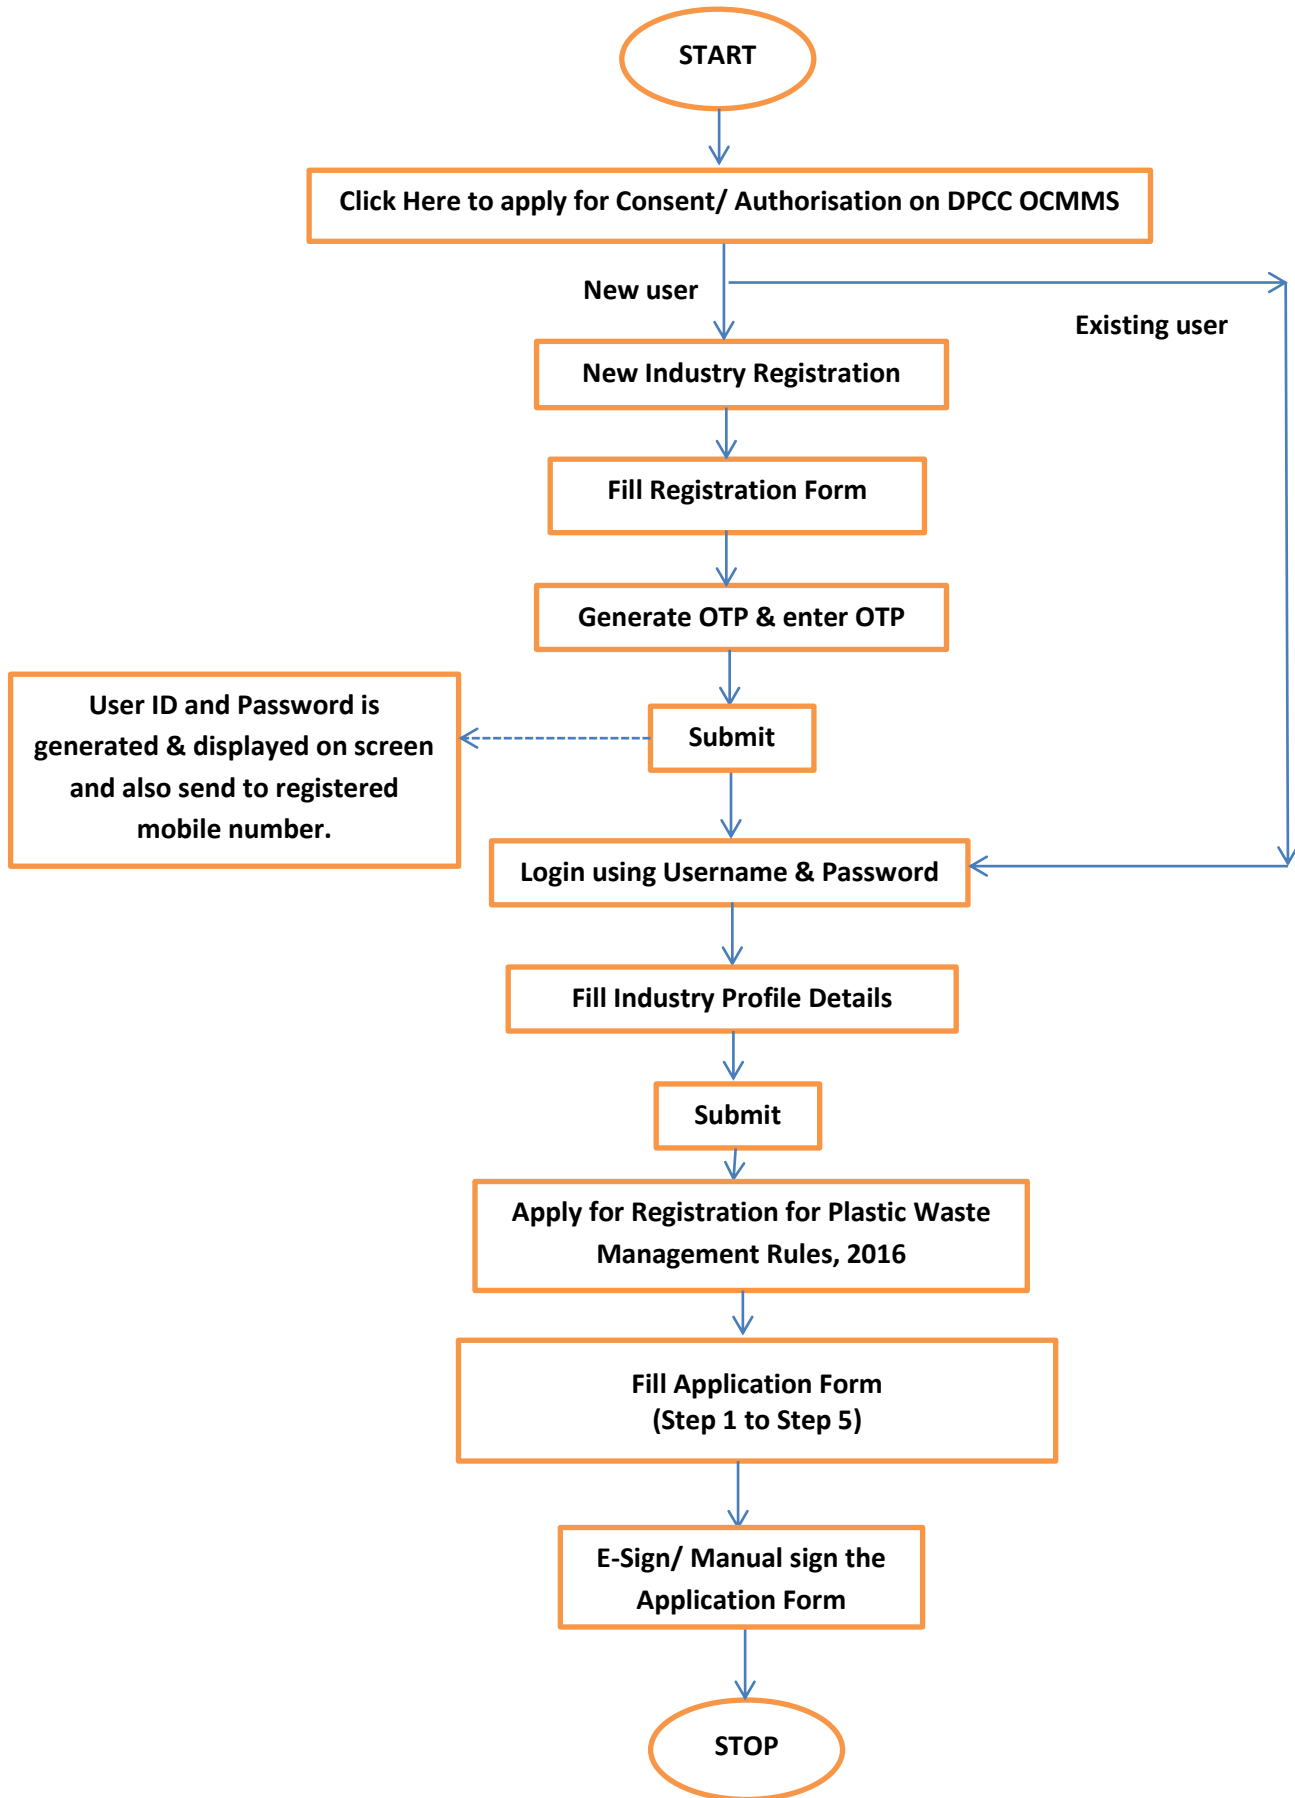 START
Click Here to apply for Consent/ Authorisation on DPCC OCMMS
New user
Existing user
New Industry Registration
Fill Registration Form
Generate OTP & enter OTP
User ID and Password is
generated & displayed on screen
and also send to registered
mobile number.
Submit
Login using Username & Password
Fill Industry Profile Details
Submit
Apply for Registration for Plastic Waste
Management Rules, 2016
Fill Application Form
(Step 1 to Step 5)
E-Sign/ Manual sign the
Application Form
STOP